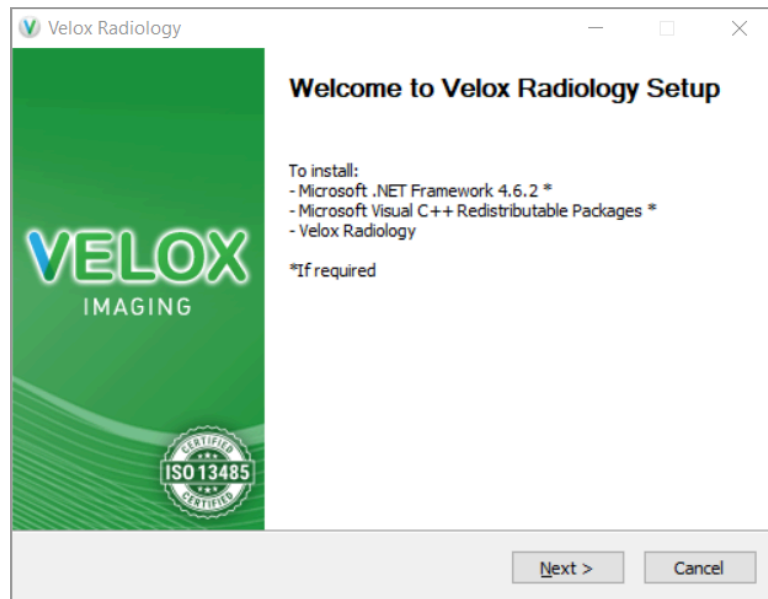 Velox Radiology
Welcome to Velox Radiology Setup
To install:
- Microsoft .NET Framework 4.6.2 *
- Microsoft Visual C++ Redistributable Packages *
- Velox Radiology
*If required
VELOX
IMAGING
CERTIFIED
ISO 13485
CERTIFIED
Next >
Cancel